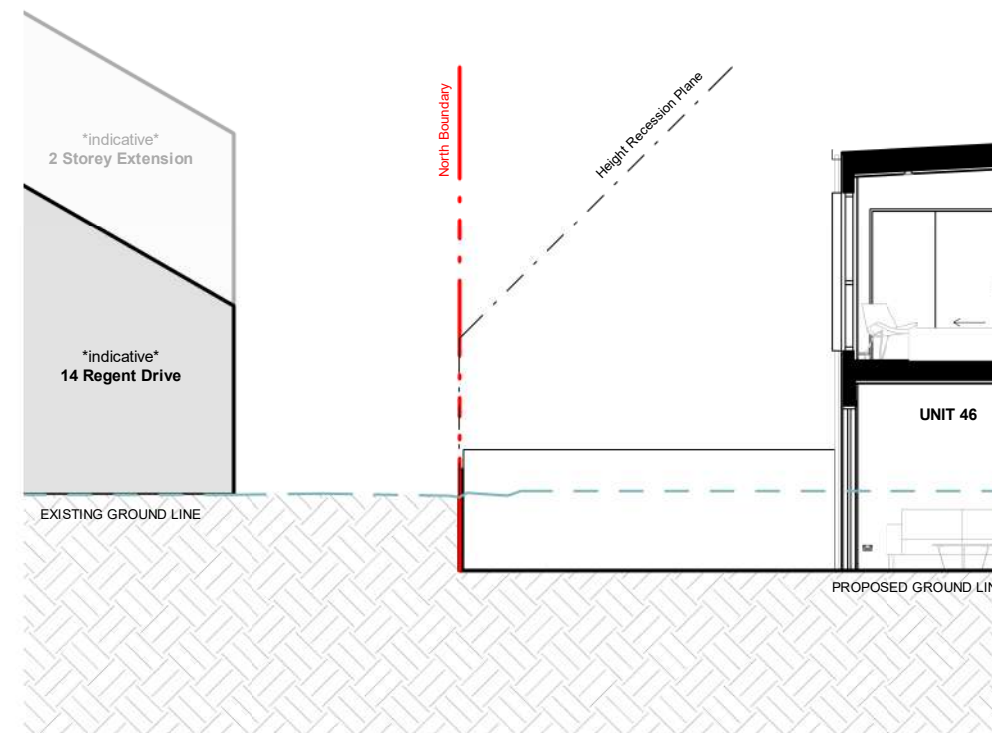 *indicative*
2 Storey Extension
North Boundary
Height Recession Plane
*indicative*
14 Regent Drive
UNIT 46
EXISTING GROUND LINE
PROPOSED GROUND LIN